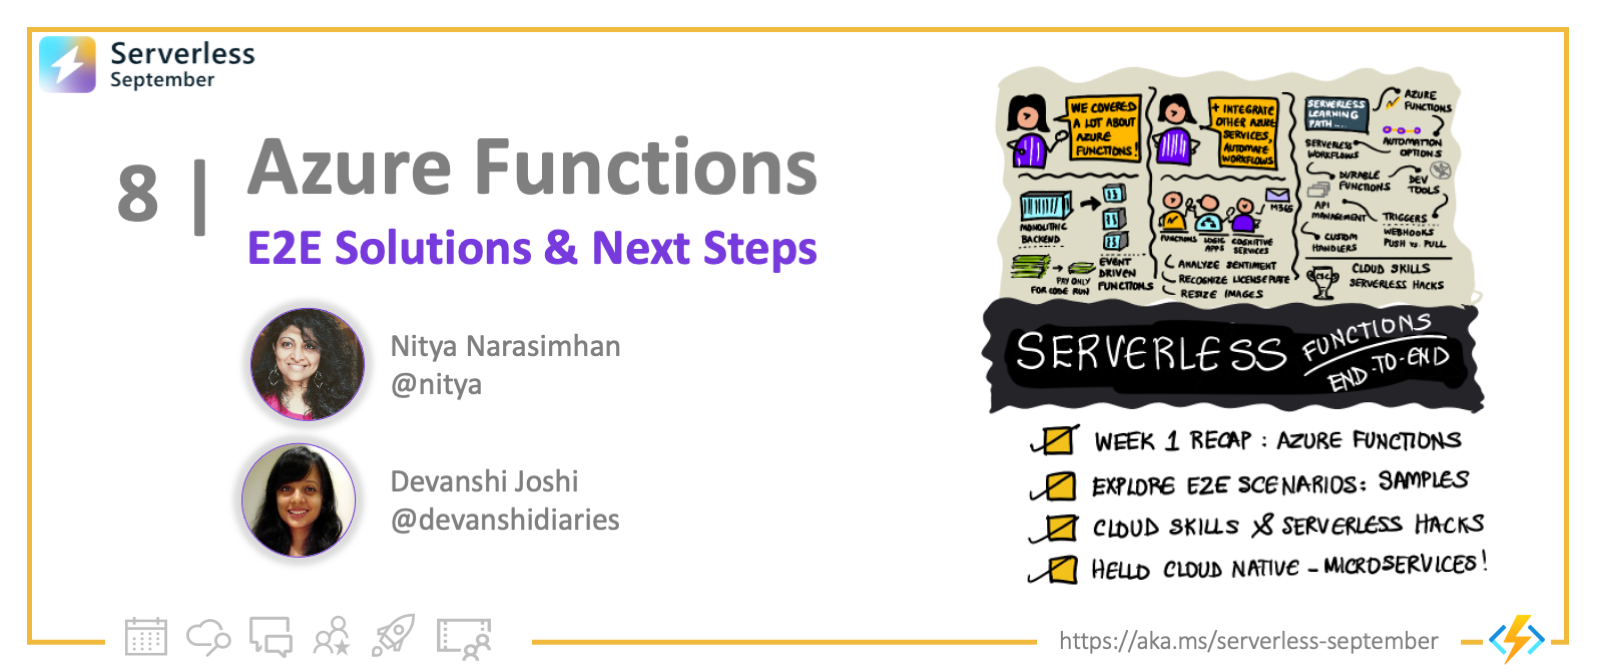 Serverless
September
8 |
Azure Functions
E2E Solutions & Next Steps
Nitya Narasimhan
@nitya
Devanshi Joshi
@devanshidiaries
WE COVERED
A LOT ABOUT
AZURE
FUNCTIONS!
MONOLITHIC
BACKEND
EVENT
DRIVEN
FUNCTIONS
PAY ONLY
FOR CODE RUN
+ INTEGRATE
OTHER AZURE
SERVICES,
AUTOMATE
WORKFLOWS
M365
FUNCTIONS
LOGIC
APPS
COGNITIVE
SERVICES
ANALYZE SENTIMENT
RECOGNIZE LICENSE PLATE
RESIZE IMAGES
SERVERLESS
LEARNING
PATH....
AZURE
FUNCTIONS
AUTOMATION
OPTIONS
SERVERLESS
WORKFLOWS
DURABLE
FUNCTIONS
DEV
TOOLS
API
MANAGEMENT
TRIGGERS
WEBHOOKS
PUSH vs. PULL
CUSTOM
HANDLERS
CLOUD SKILLS
SERVERLESS HACKS
SERVERLESS
FUNCTIONS
END-TO-END
WEEK 1 RECAP : AZURE FUNCTIONS
EXPLORE E2E SCENARIOS: SAMPLES
CLOUD SKILLS & SERVERLESS HACKS
HELLO CLOUD NATIVE - MICROSERVICES!
https://aka.ms/serverless-september